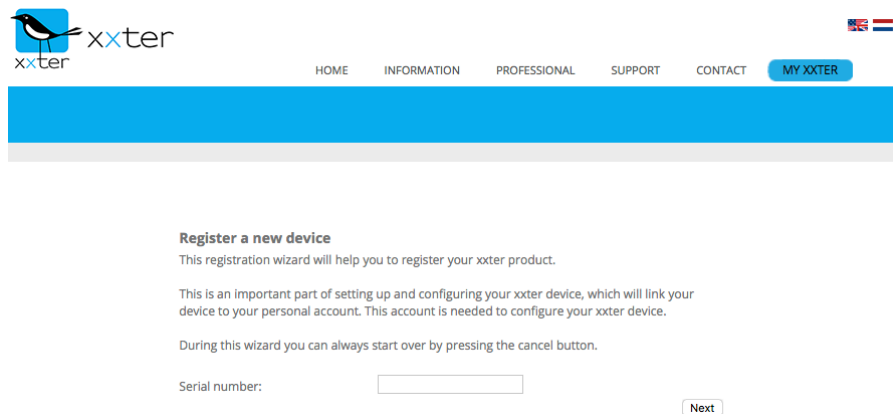 xxter
xxter
HOME INFORMATION PROFESSIONAL SUPPORT CONTACT MY XXTER
Register a new device
This registration wizard will help you to register your xxter product.
This is an important part of setting up and configuring your xxter device, which will link your
device to your personal account. This account is needed to configure your xxter device.
During this wizard you can always start over by pressing the cancel button.
Serial number:
Next